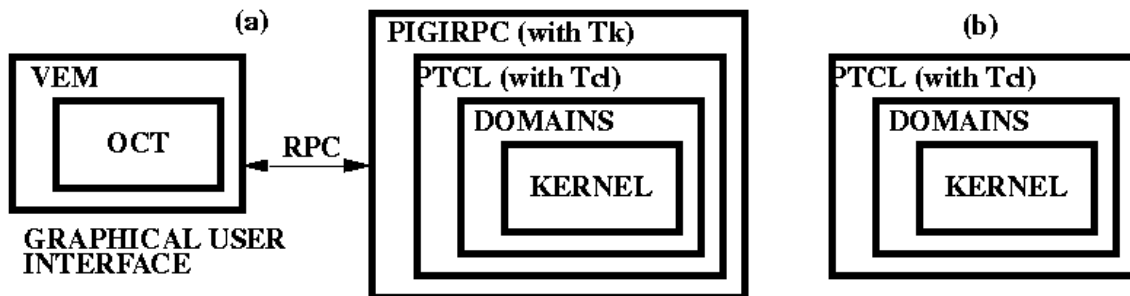 (a)
VEM
OCT
GRAPHICAL USER
INTERFACE
RPC
PIGIRPC (with Tk)
PTCL (with Tcl)
DOMAINS
KERNEL
(b)
PTCL (with Tcl)
DOMAINS
KERNEL